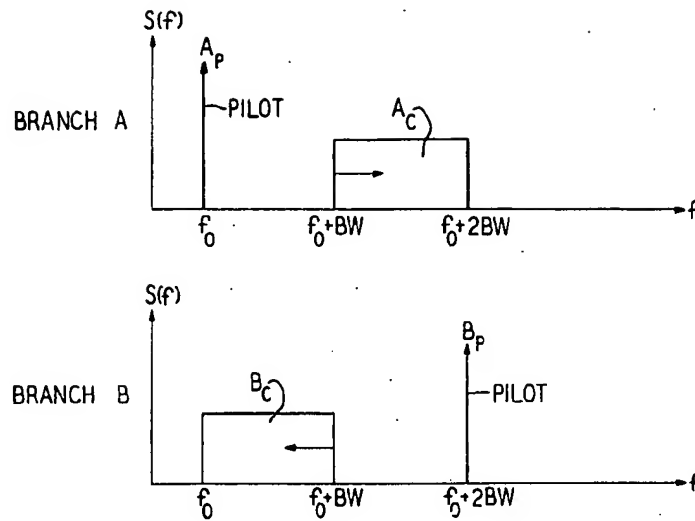 S(f)
A_p
PILOT
BRANCH A
A_c
f_0 f_0+BW f_0+2BW f
S(f)
B_p
BRANCH B
B_c
PILOT
f_0 f_0+BW f_0+2BW f